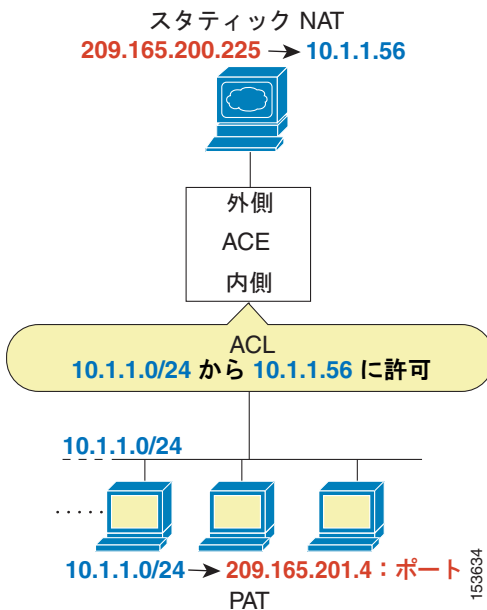 スタティック NAT
209.165.200.225 → 10.1.1.56
外側
ACE
内側
ACL
10.1.1.0/24 から 10.1.1.56 に許可
10.1.1.0/24
10.1.1.0/24 → 209.165.201.4：ポート
PAT
153634